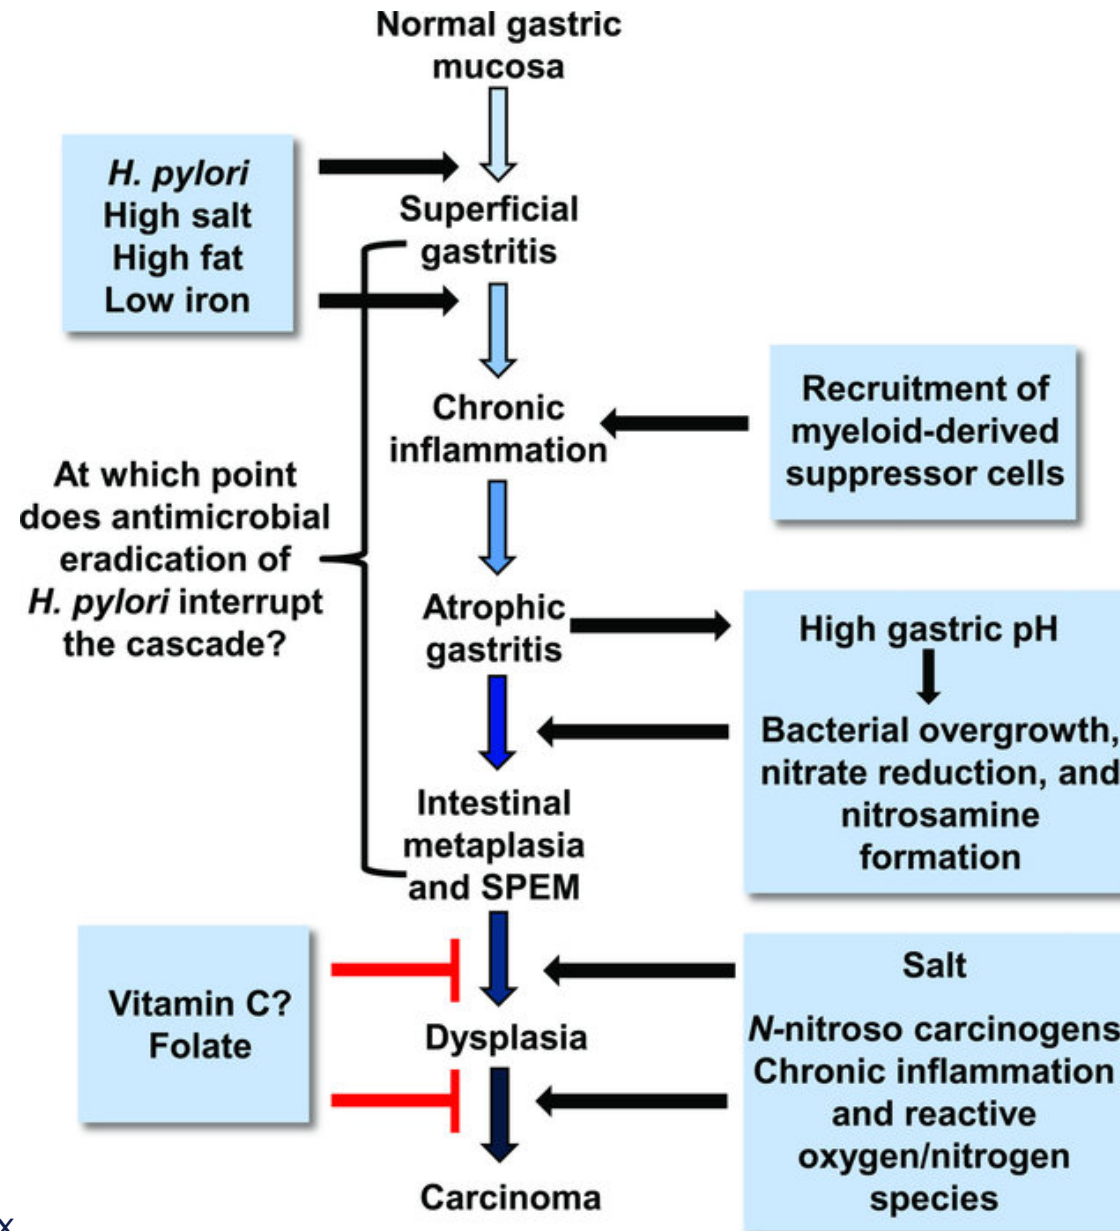 Normal gastric
mucosa
H. pylori
High salt
High fat
Low iron
Superficial
gastritis
Chronic
inflammation
Recruitment of
myeloid-derived
suppressor cells
At which point
does antimicrobial
eradication of
H. pylori interrupt
the cascade?
Atrophic
gastritis
High gastric pH
Bacterial overgrowth,
nitrate reduction, and
nitrosamine
formation
Intestinal
metaplasia
and SPEM
Vitamin C?
Folate
Salt
N-nitroso carcinogens
Chronic inflammation
and reactive
oxygen/nitrogen
species
Dysplasia
Carcinoma
x